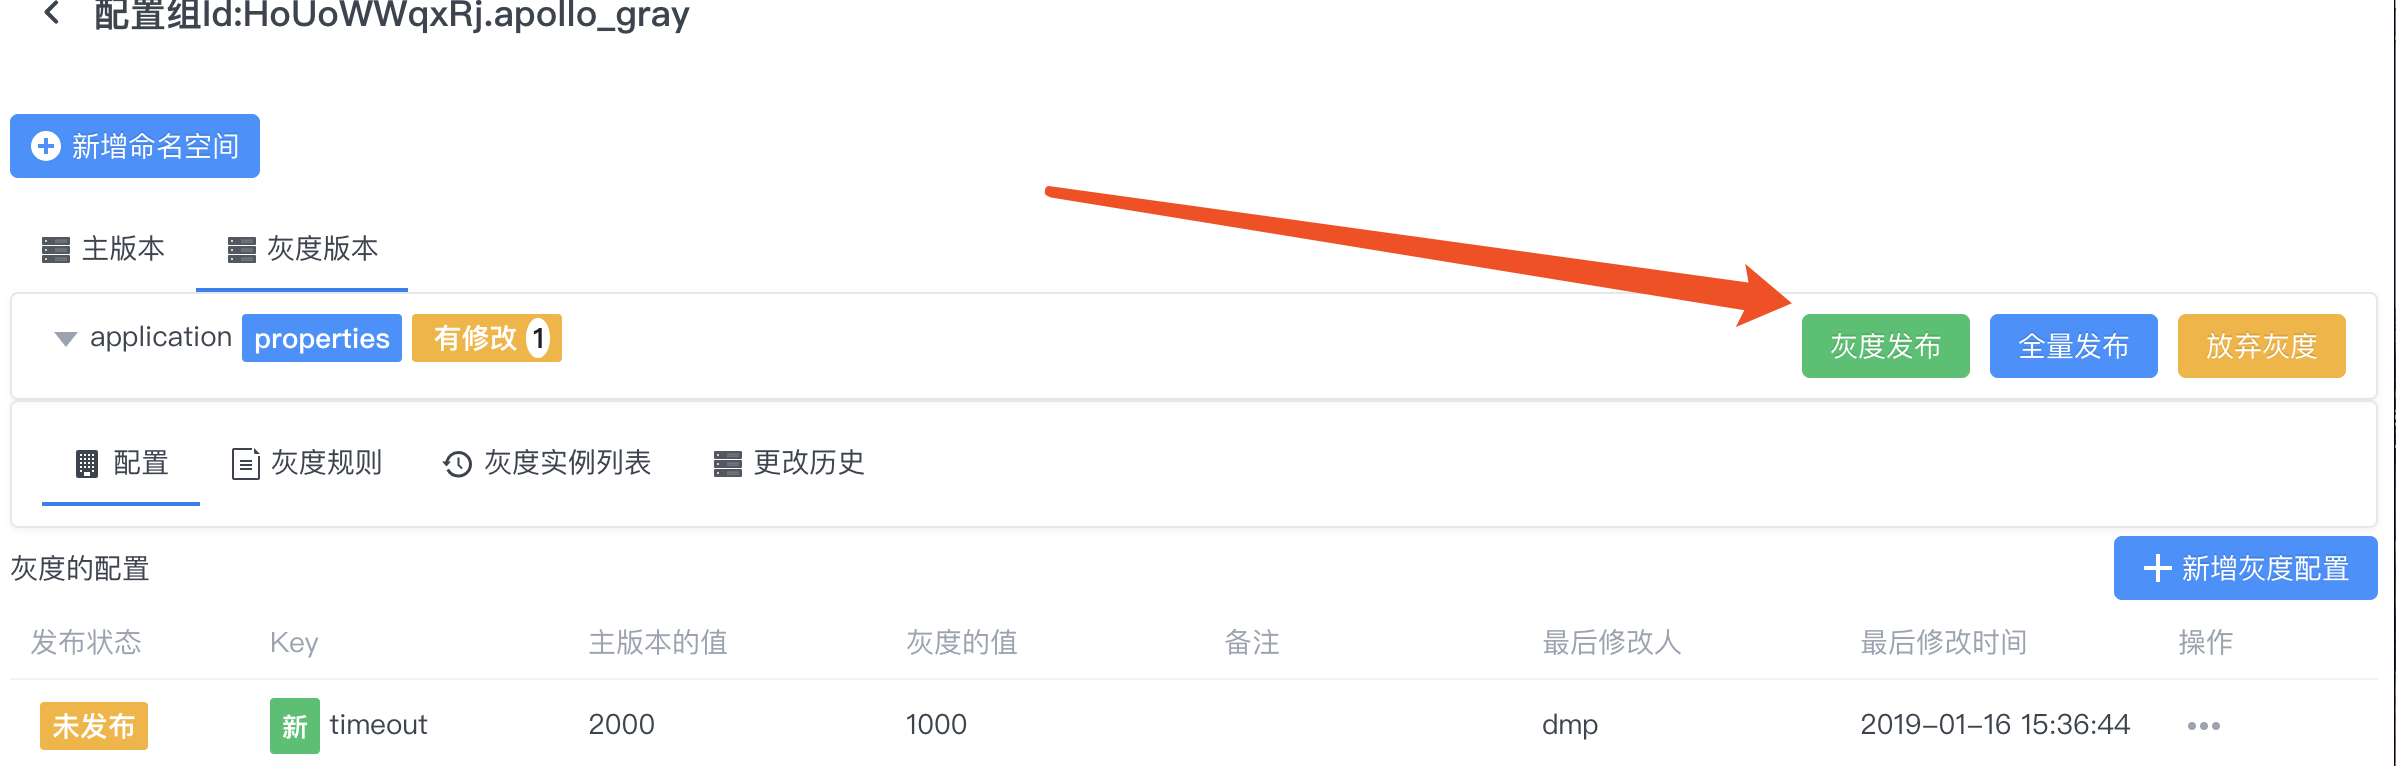 配置组Id:HoUoWWqxRj.apollo_gray
新增命名空间
主版本 灰度版本
application properties 有修改 1 灰度发布 全量发布 放弃灰度
配置 灰度规则 灰度实例列表 更改历史
灰度的配置 新增灰度配置
发布状态 Key 主版本的值 灰度的值 备注 最后修改人 最后修改时间 操作
未发布 新 timeout 2000 1000 dmp 2019-01-16 15:36:44